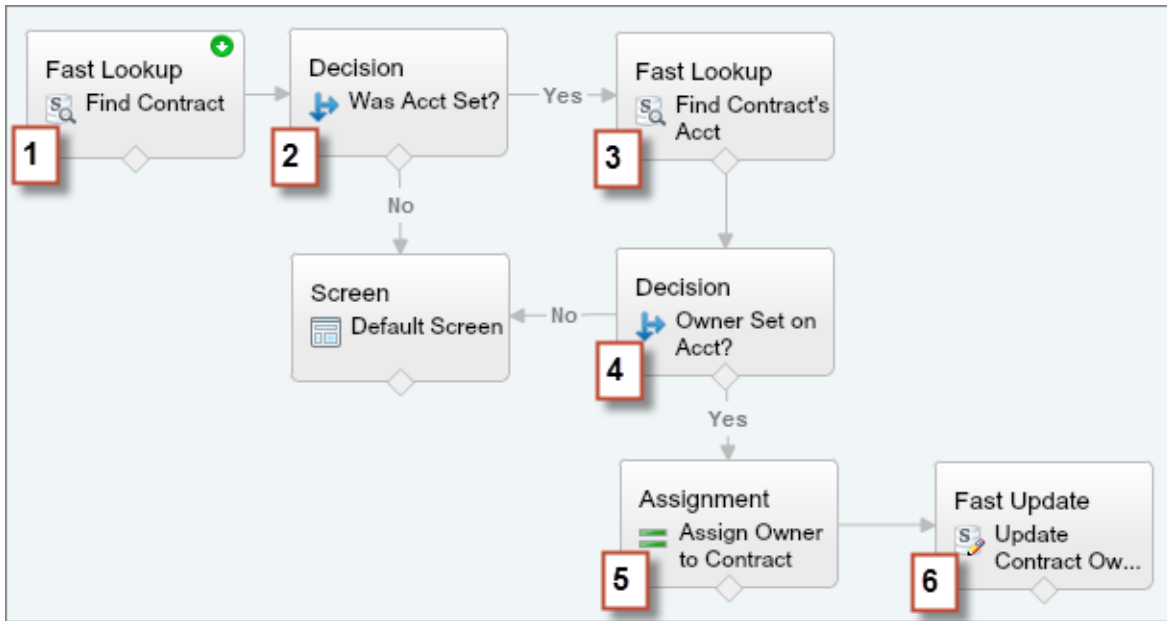 Fast Lookup
Find Contract
1
Decision
Was Acct Set?
2
Yes
Fast Lookup
Find Contract's
Acct
3
No
Screen
Default Screen
No
Decision
Owner Set on
Acct?
4
Yes
Assignment
Assign Owner
to Contract
5
Fast Update
Update
Contract Ow...
6